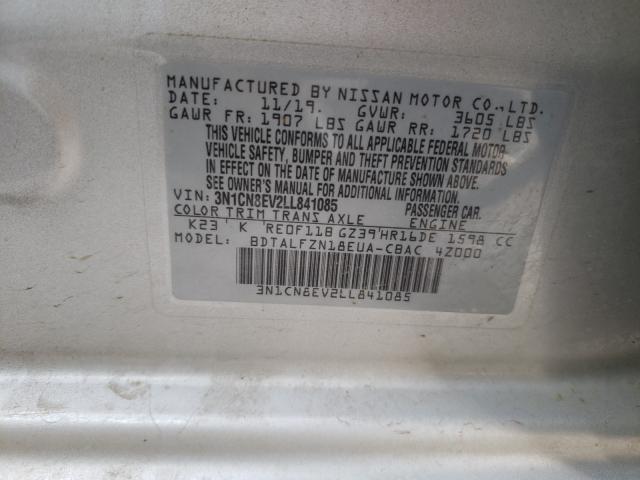 MANUFACTURED BY NISSAN MOTOR CO.,LTD.
DATE: 11/19. GVWR: 3605 LBS
GAWR FR: 1907 LBS GAWR RR: 1720 LBS
THIS VEHICLE CONFORMS TO ALL APPLICABLE FEDERAL MOTOR
VEHICLE SAFETY, BUMPER AND THEFT PREVENTION STANDARDS
IN EFFECT ON THE DATE OF MANUFACTURE SHOWN ABOVE.
SEE OWNER'S MANUAL FOR ADDITIONAL INFORMATION.
VIN: 3N1CN8EV2LL841085 PASSENGER CAR.
COLOR TRIM TRANS AXLE ENGINE
K23 K RE0F11B GZ39 HR16DE 1598 CC
MODEL: BDTALFZN18EUA-CBAC 4Z000
3N1CN8EV2LL841085